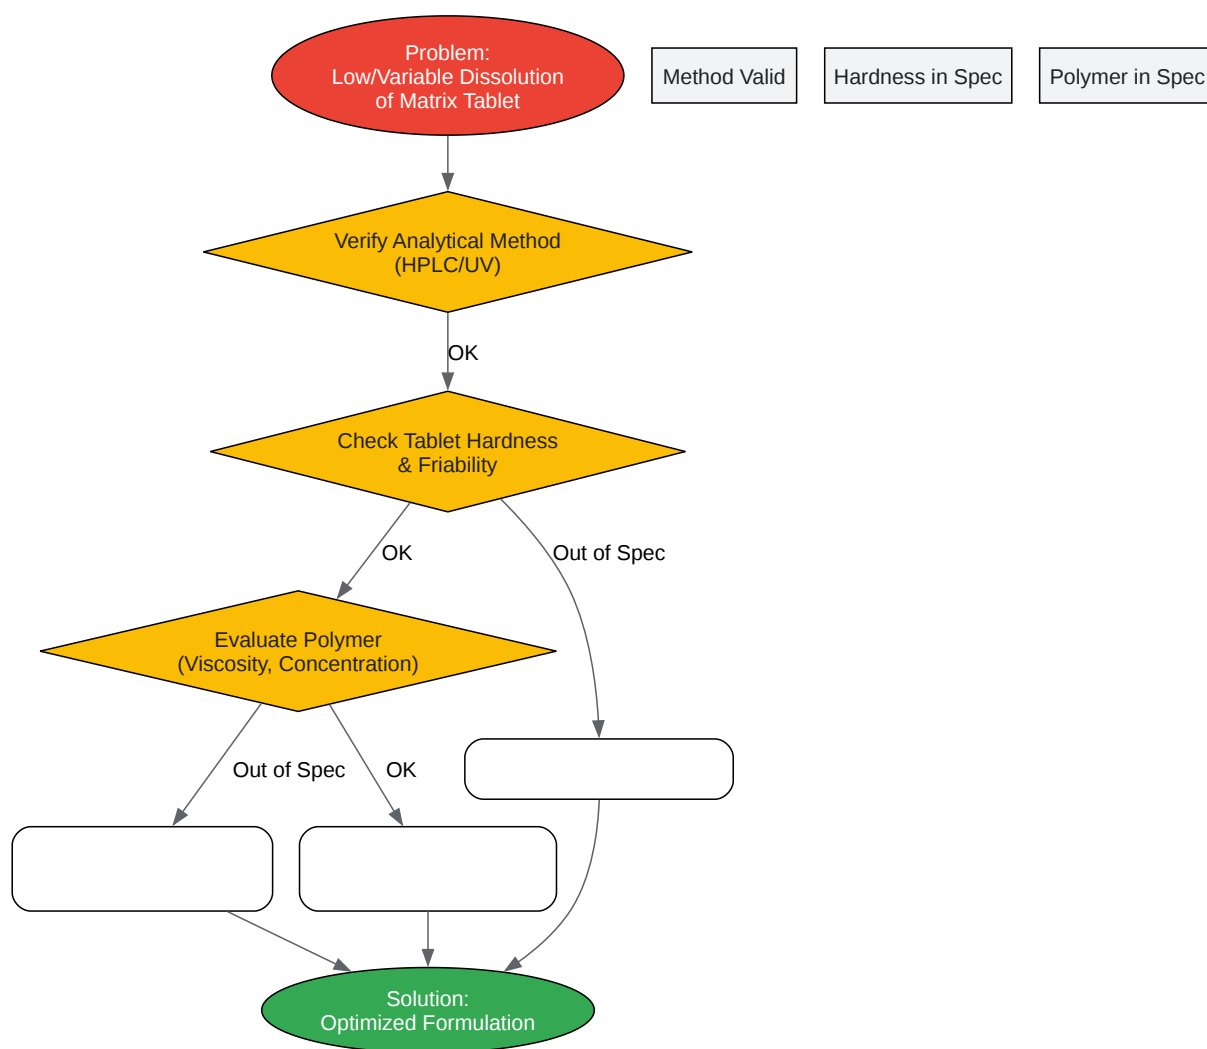 Problem:
Low/Variable Dissolution
of Matrix Tablet
Method Valid
Hardness in Spec
Polymer in Spec
Verify Analytical Method
(HPLC/UV)
OK
Check Tablet Hardness
& Friability
OK
Out of Spec
Evaluate Polymer
(Viscosity, Concentration)
Out of Spec
OK
Solution:
Optimized Formulation